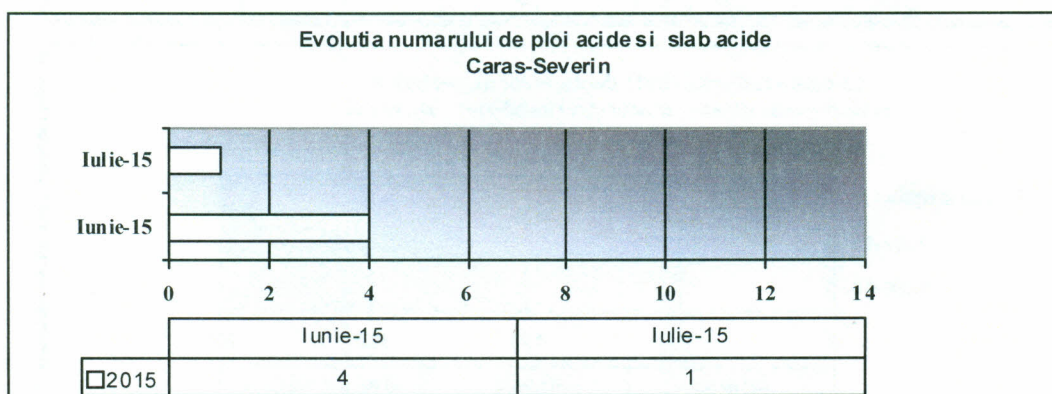 Evolutia numarului de ploi acide si slab acide
Caras-Severin
Iulie-15
Iunie-15
0 2 4 6 8 10 12 14
Iunie-15 Iulie-15
2015 4 1